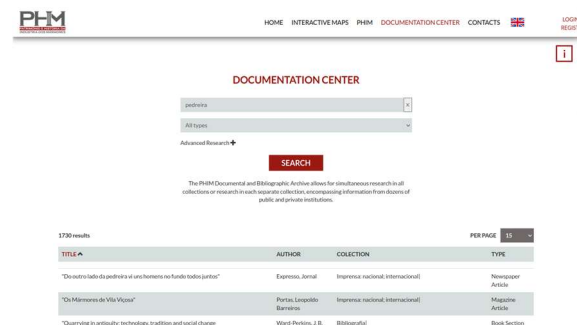 PHIM
HOME INTERACTIVE MAPS PHIM DOCUMENTATION CENTER CONTACTS
LOGIN
REGIST
i
DOCUMENTATION CENTER
pedreira
x
All types
Advanced Research +
SEARCH
The PHIM Documental and Bibliographic Archive allows for simultaneous research in all
collections or research in each separate collection, encompassing information from dozens of
public and private institutions.
1730 results PER PAGE 15
TITLE AUTHOR COLECTION TYPE
"Do outro lado da pedreira vi uns homens no fundo todos juntos" Expresso, Jornal Imprensa: nacional; internacional| Newspaper
Article
"Os Mármores de Vila Viçosa" Portas, Leopoldo Imprensa: nacional; internacional| Magazine
Barreiros Article
"Quarrying in antiquity: technology, tradition and social change Ward-Perkins, J. B. Bibliografia| Book Section